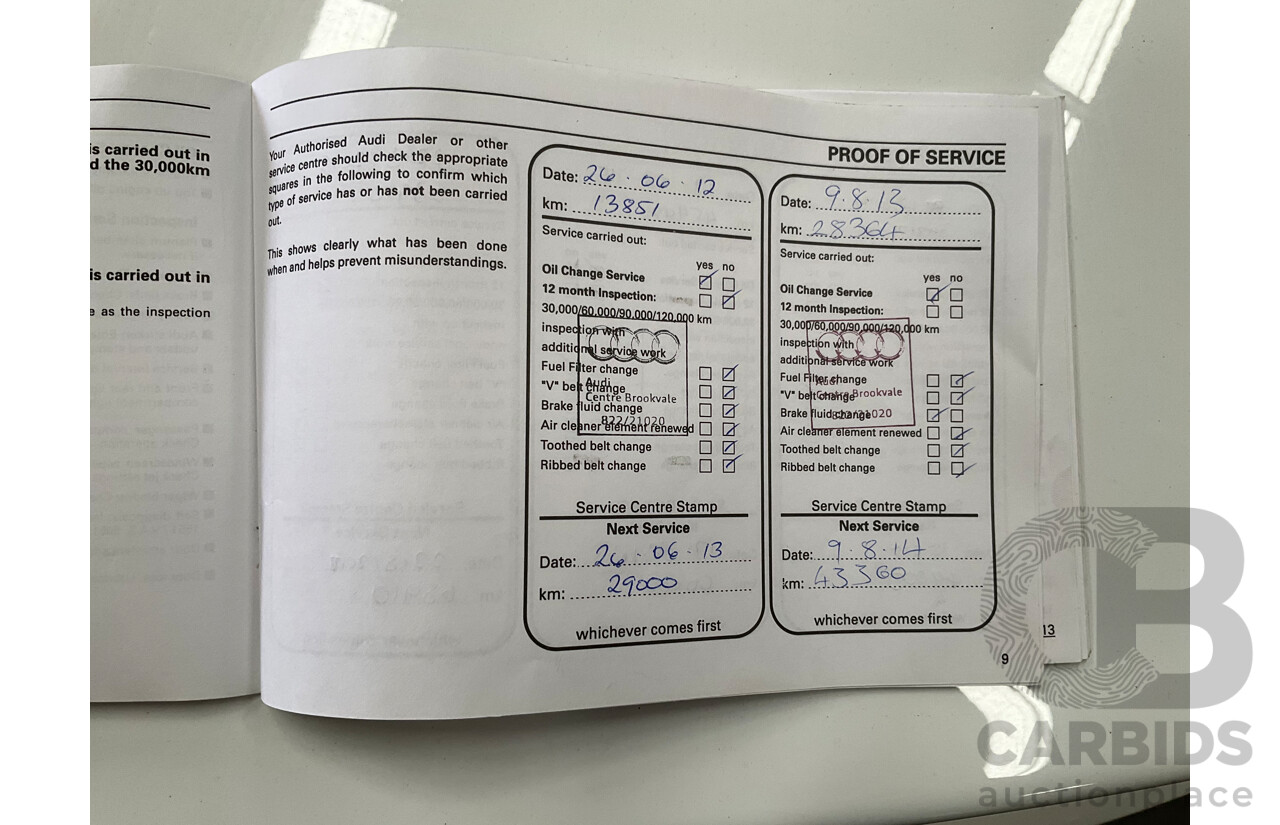 is carried out in
d the 30,000km
is carried out in
e as the inspection
Your Authorised Audi Dealer or other
service centre should check the appropriate
squares in the following to confirm which
type of service has or has not been carried
out.
This shows clearly what has been done
when and helps prevent misunderstandings.
PROOF OF SERVICE
Date: 26.06.12
km: 13851
Service carried out:
yes no
Oil Change Service
12 month Inspection:
30,000/60,000/90,000/120,000 km
inspection with
additional service work
Fuel Filter change
"V" belt change
Brake fluid change
Air cleaner element renewed
Toothed belt change
Ribbed belt change
Audi
Centre Brookvale
822/21020
Service Centre Stamp
Next Service
Date: 26.06.13
km: 29000
whichever comes first
Date: 9.8.13
km: 28364
Service carried out:
yes no
Oil Change Service
12 month Inspection:
30,000/60,000/90,000/120,000 km
inspection with
additional service work
Fuel Filter change
"V" belt change
Brake fluid change
Air cleaner element renewed
Toothed belt change
Ribbed belt change
Audi
Centre Brookvale
822/21020
Service Centre Stamp
Next Service
Date: 9.8.14
km: 43360
whichever comes first
13
9
CARBIDS
auctionplace